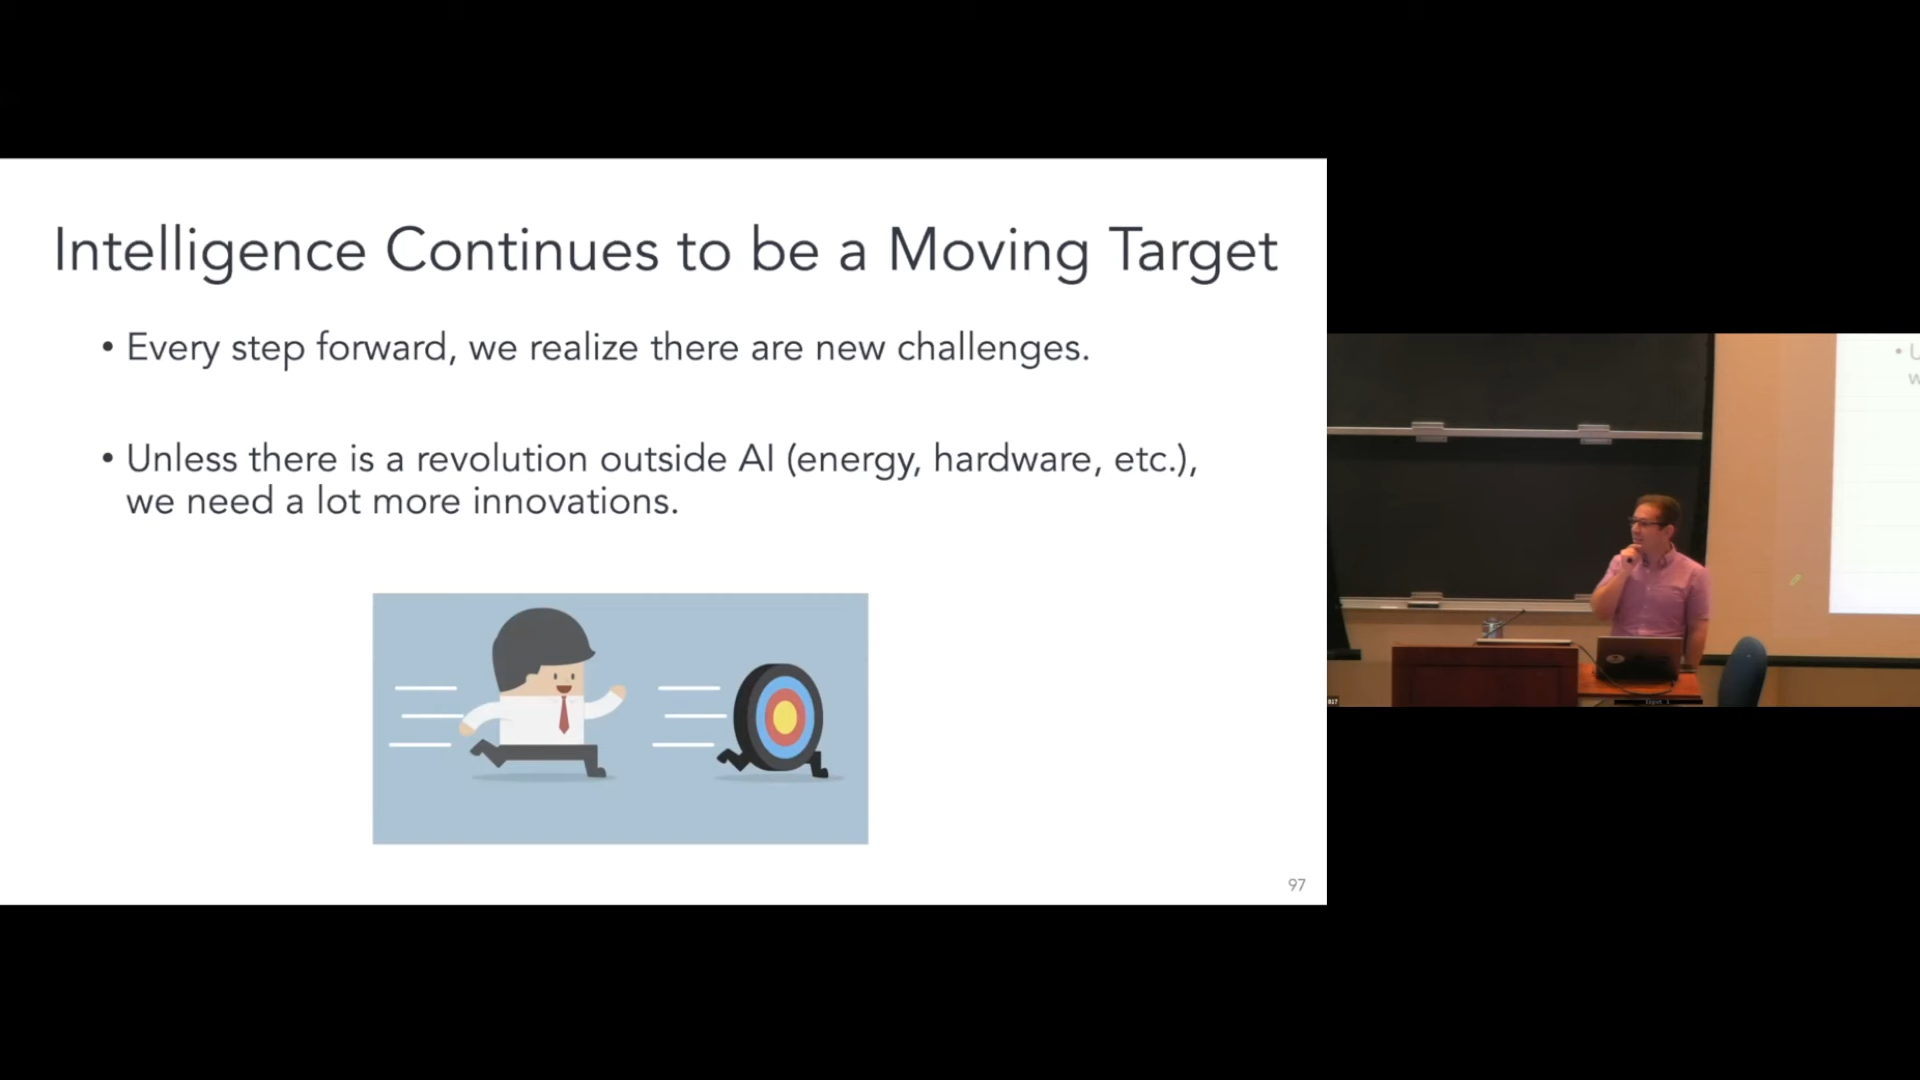 Intelligence Continues to be a Moving Target
• Every step forward, we realize there are new challenges.
• Unless there is a revolution outside AI (energy, hardware, etc.),
we need a lot more innovations.
97
• U
w